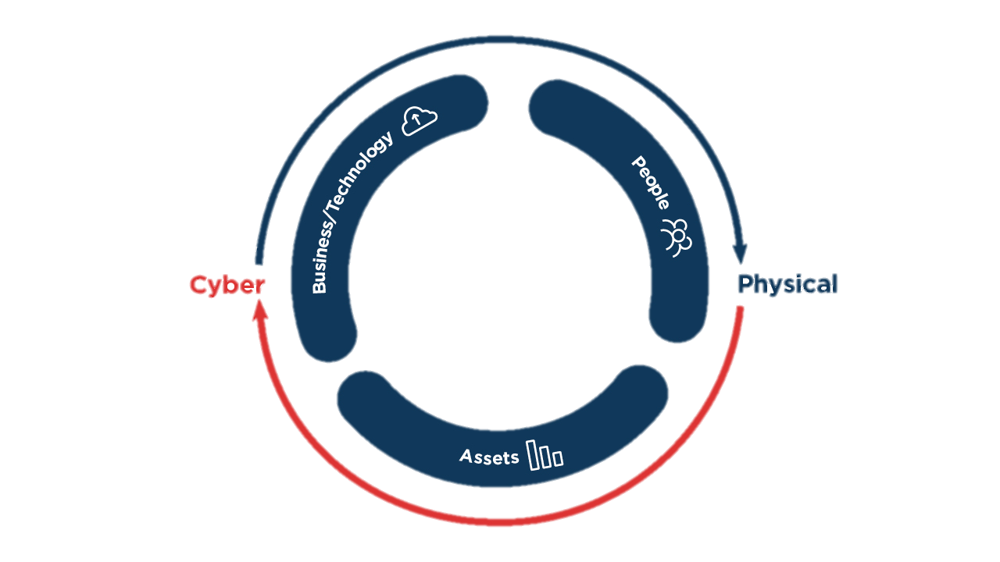 Business/Technology
People
Cyber
Physical
Assets